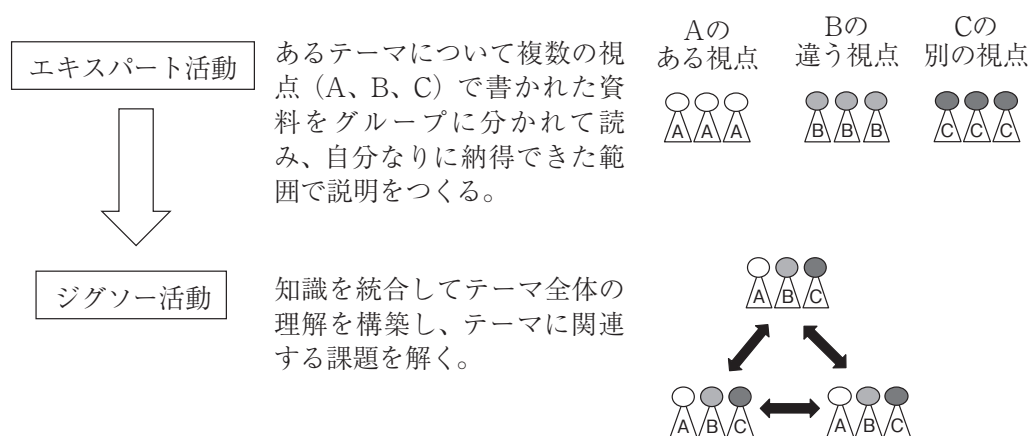 エキスパート活動
あるテーマについて複数の視
点（A、B、C）で書かれた資
料をグループに分かれて読
み、自分なりに納得できた範
囲で説明をつくる。
Aの
ある視点
Bの
違う視点
Cの
別の視点
A A A
B B B
C C C
ジグソー活動
知識を統合してテーマ全体の
理解を構築し、テーマに関連
する課題を解く。
A B C
A B C
A B C